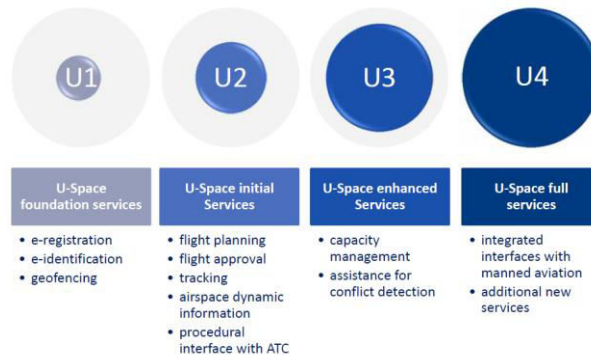 U1
U2
U3
U4
U-Space
foundation services
• e-registration
• e-identification
• geofencing
U-Space initial
Services
• flight planning
• flight approval
• tracking
• airspace dynamic
information
• procedural
interface with ATC
U-Space enhanced
Services
• capacity
management
• assistance for
conflict detection
U-Space full
services
• integrated
interfaces with
manned aviation
• additional new
services